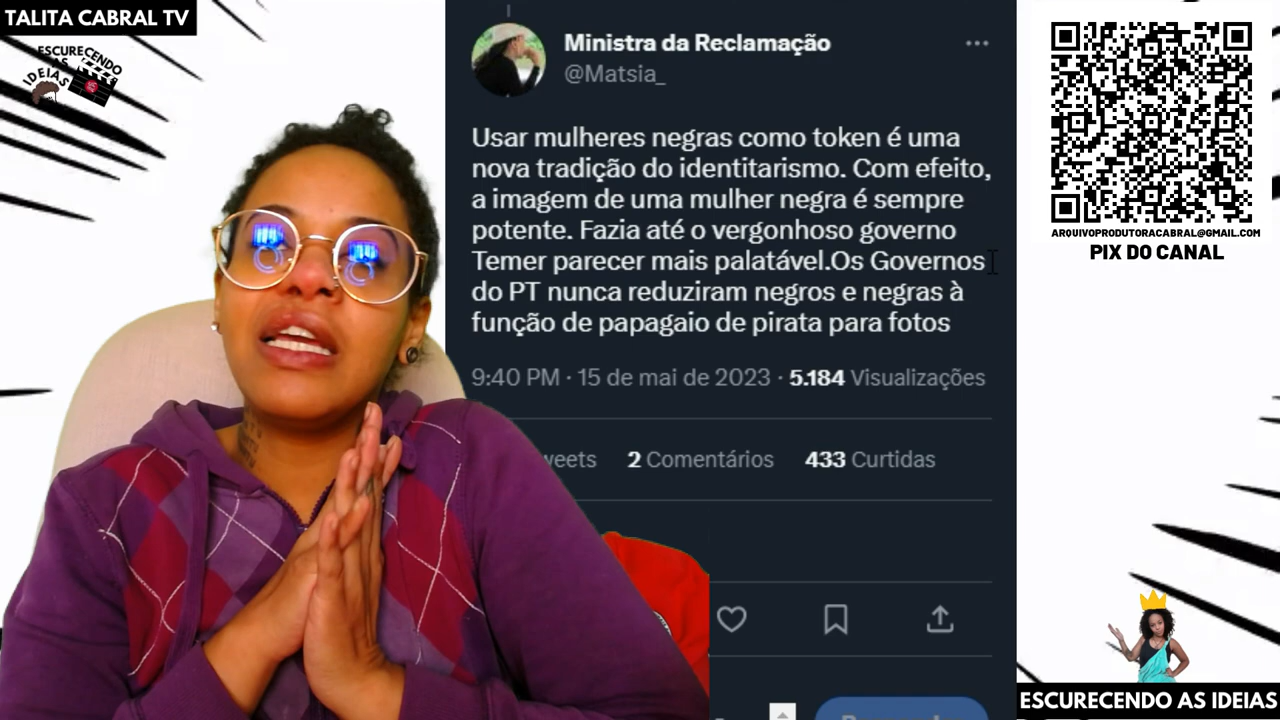 TALITA CABRAL TV
ESCURECENDO
AS
IDEIAS
Ministra da Reclamação
@Matsia_
Usar mulheres negras como token é uma
nova tradição do identitarismo. Com efeito,
a imagem de uma mulher negra é sempre
potente. Fazia até o vergonhoso governo
Temer parecer mais palatável.Os Governos
do PT nunca reduziram negros e negras à
função de papagaio de pirata para fotos
9:40 PM · 15 de mai de 2023 · 5.184 Visualizações
weets 2 Comentários 433 Curtidas
ARQUIVOPRODUTORACABRAL@GMAIL.COM
PIX DO CANAL
ESCURECENDO AS IDEIAS